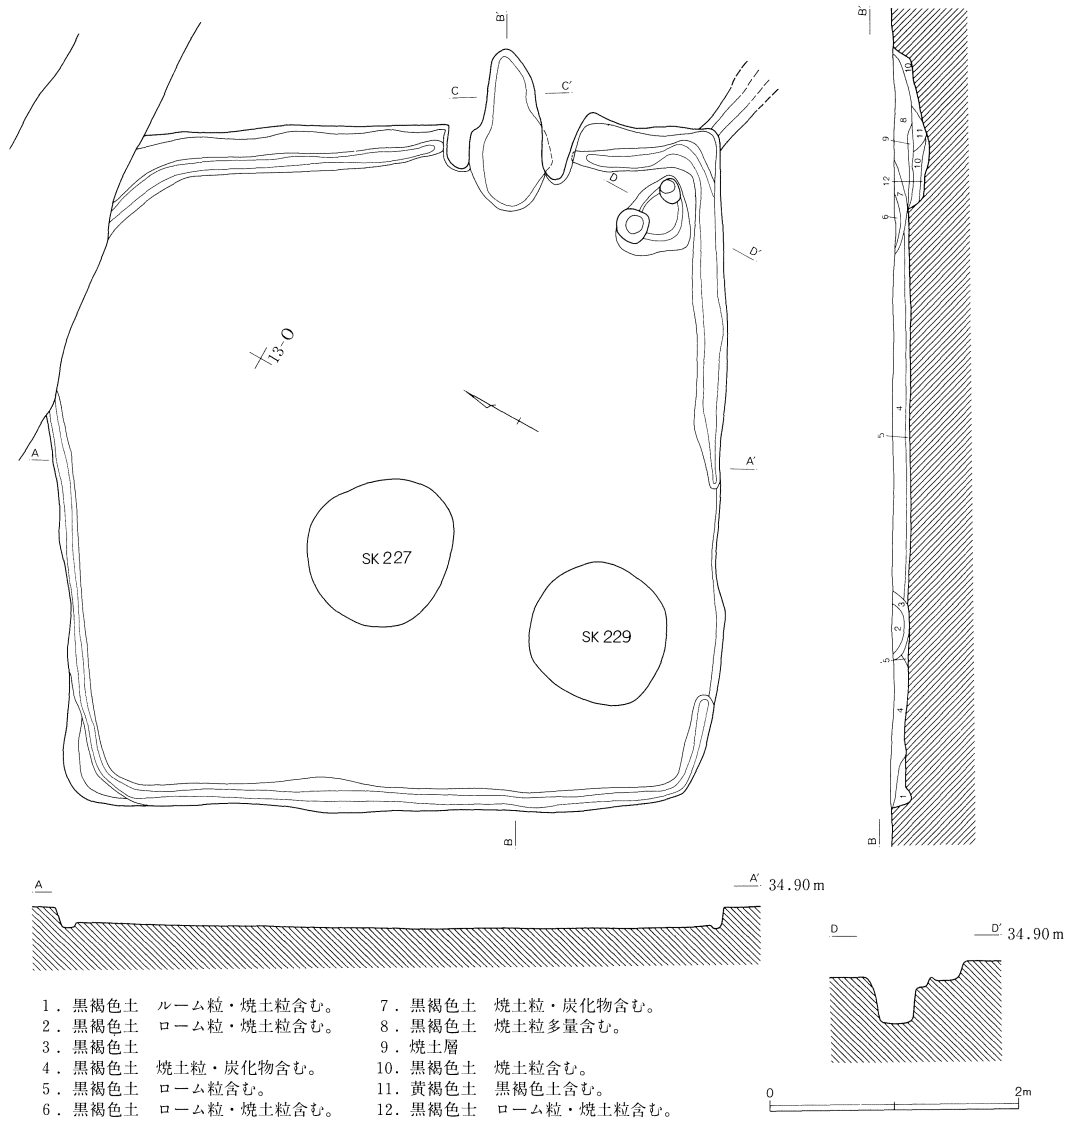 B'
B'
C
C'
D
D'
13-O
A
A'
SK 227
SK 229
B
B
10
8
11
9
10
12
7
6
4
5
3
2
5
4
1
A
A' 34.90m
D
D' 34.90m
1．黒褐色土　ルーム粒・焼土粒含む。
2．黒褐色土　ローム粒・焼土粒含む。
3．黒褐色土
4．黒褐色土　焼土粒・炭化物含む。
5．黒褐色土　ローム粒含む。
6．黒褐色土　ローム粒・焼土粒含む。
7．黒褐色土　焼土粒・炭化物含む。
8．黒褐色土　焼土粒多量含む。
9．焼土層
10．黒褐色土　焼土粒含む。
11．黄褐色土　黒褐色土含む。
12．黒褐色土　ローム粒・焼土粒含む。
0
2m